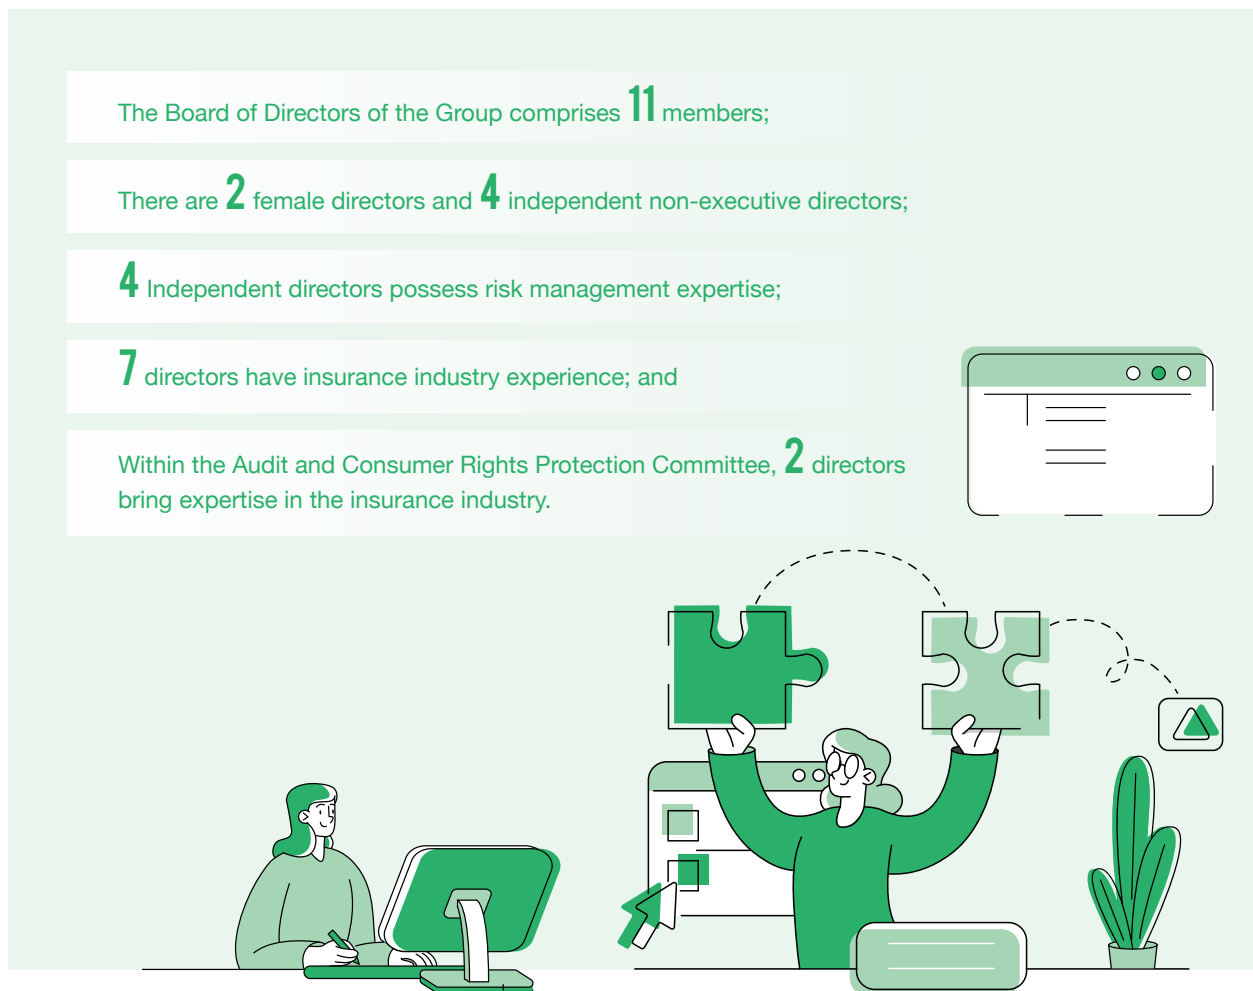 The Board of Directors of the Group comprises 11 members;
There are 2 female directors and 4 independent non-executive directors;
4 Independent directors possess risk management expertise;
7 directors have insurance industry experience; and
Within the Audit and Consumer Rights Protection Committee, 2 directors
bring expertise in the insurance industry.